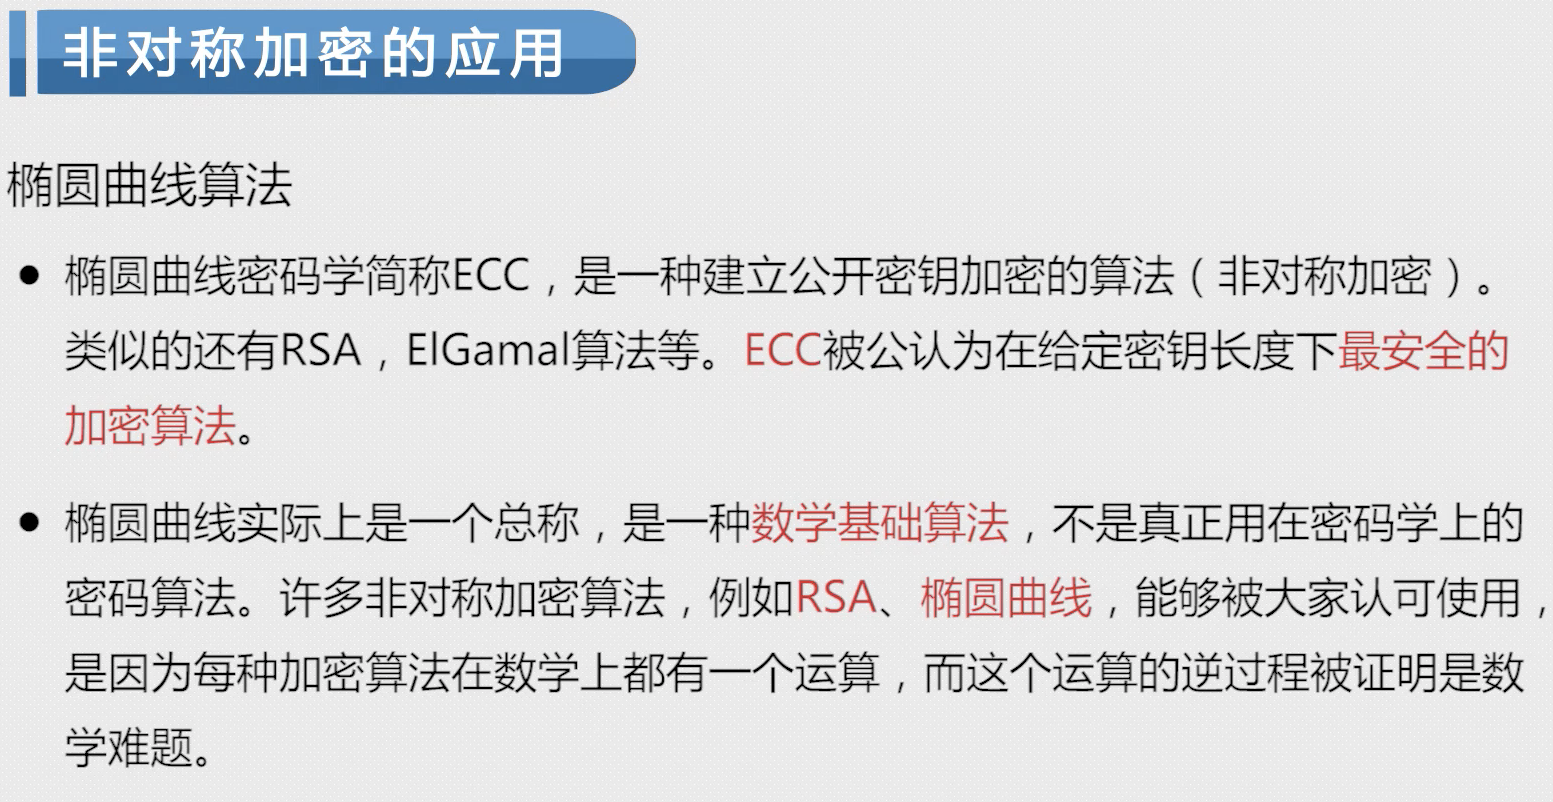 非对称加密的应用
椭圆曲线算法
● 椭圆曲线密码学简称ECC，是一种建立公开密钥加密的算法（非对称加密）。
类似的还有RSA，ElGamal算法等。ECC被公认为在给定密钥长度下最安全的
加密算法。
● 椭圆曲线实际上是一个总称，是一种数学基础算法，不是真正用在密码学上的
密码算法。许多非对称加密算法，例如RSA、椭圆曲线，能够被大家认可使用，
是因为每种加密算法在数学上都有一个运算，而这个运算的逆过程被证明是数
学难题。